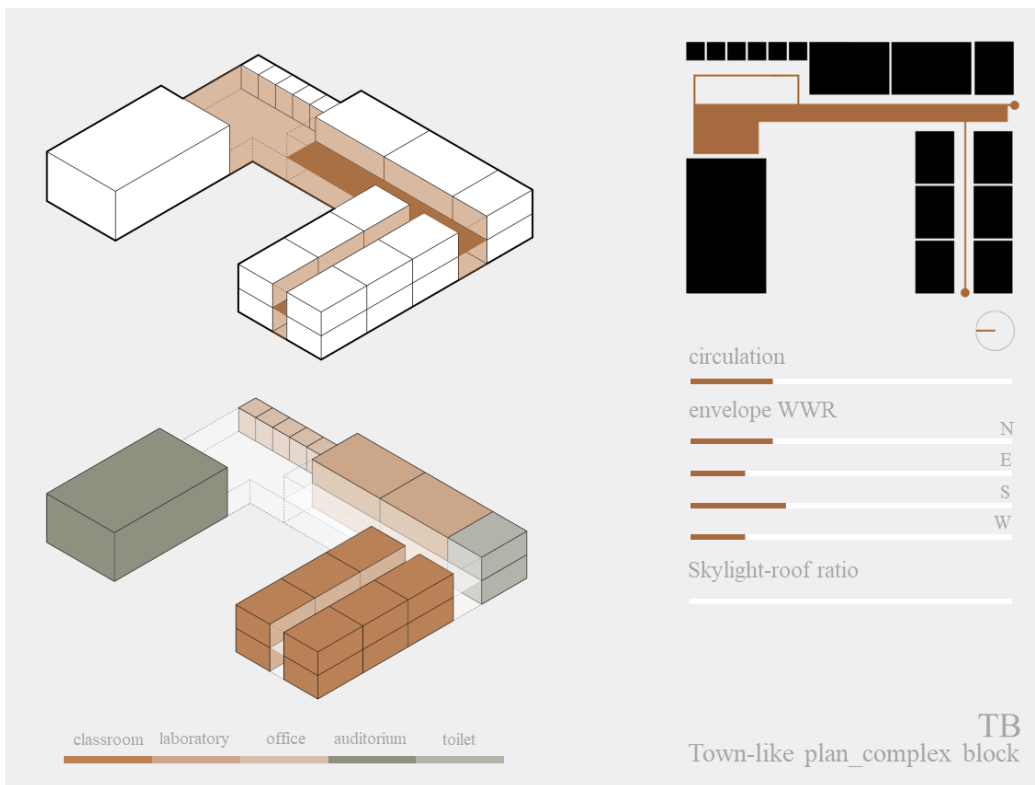 circulation
envelope WWR
N
E
S
W
Skylight-roof ratio
classroom laboratory office auditorium toilet
TB
Town-like plan_complex block